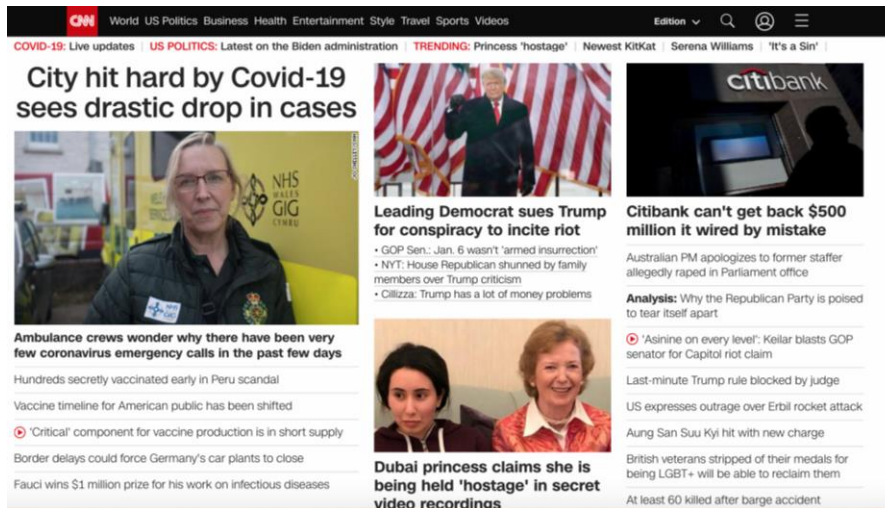 CNN World US Politics Business Health Entertainment Style Travel Sports Videos Edition
COVID-19: Live updates | US POLITICS: Latest on the Biden administration | TRENDING: Princess 'hostage' | Newest KitKat | Serena Williams | 'It's a Sin' |
City hit hard by Covid-19
sees drastic drop in cases
NHS
WALES
GIG
CYMRU
Ambulance crews wonder why there have been very
few coronavirus emergency calls in the past few days
Hundreds secretly vaccinated early in Peru scandal
Vaccine timeline for American public has been shifted
'Critical' component for vaccine production is in short supply
Border delays could force Germany's car plants to close
Fauci wins $1 million prize for his work on infectious diseases
Leading Democrat sues Trump
for conspiracy to incite riot
• GOP Sen.: Jan. 6 wasn't 'armed insurrection'
• NYT: House Republican shunned by family
members over Trump criticism
• Cillizza: Trump has a lot of money problems
Dubai princess claims she is
being held 'hostage' in secret
video recordings
citibank
Citibank can't get back $500
million it wired by mistake
Australian PM apologizes to former staffer
allegedly raped in Parliament office
Analysis: Why the Republican Party is poised
to tear itself apart
'Asinine on every level': Keilar blasts GOP
senator for Capitol riot claim
Last-minute Trump rule blocked by judge
US expresses outrage over Erbil rocket attack
Aung San Suu Kyi hit with new charge
British veterans stripped of their medals for
being LGBT+ will be able to reclaim them
At least 60 killed after barge accident